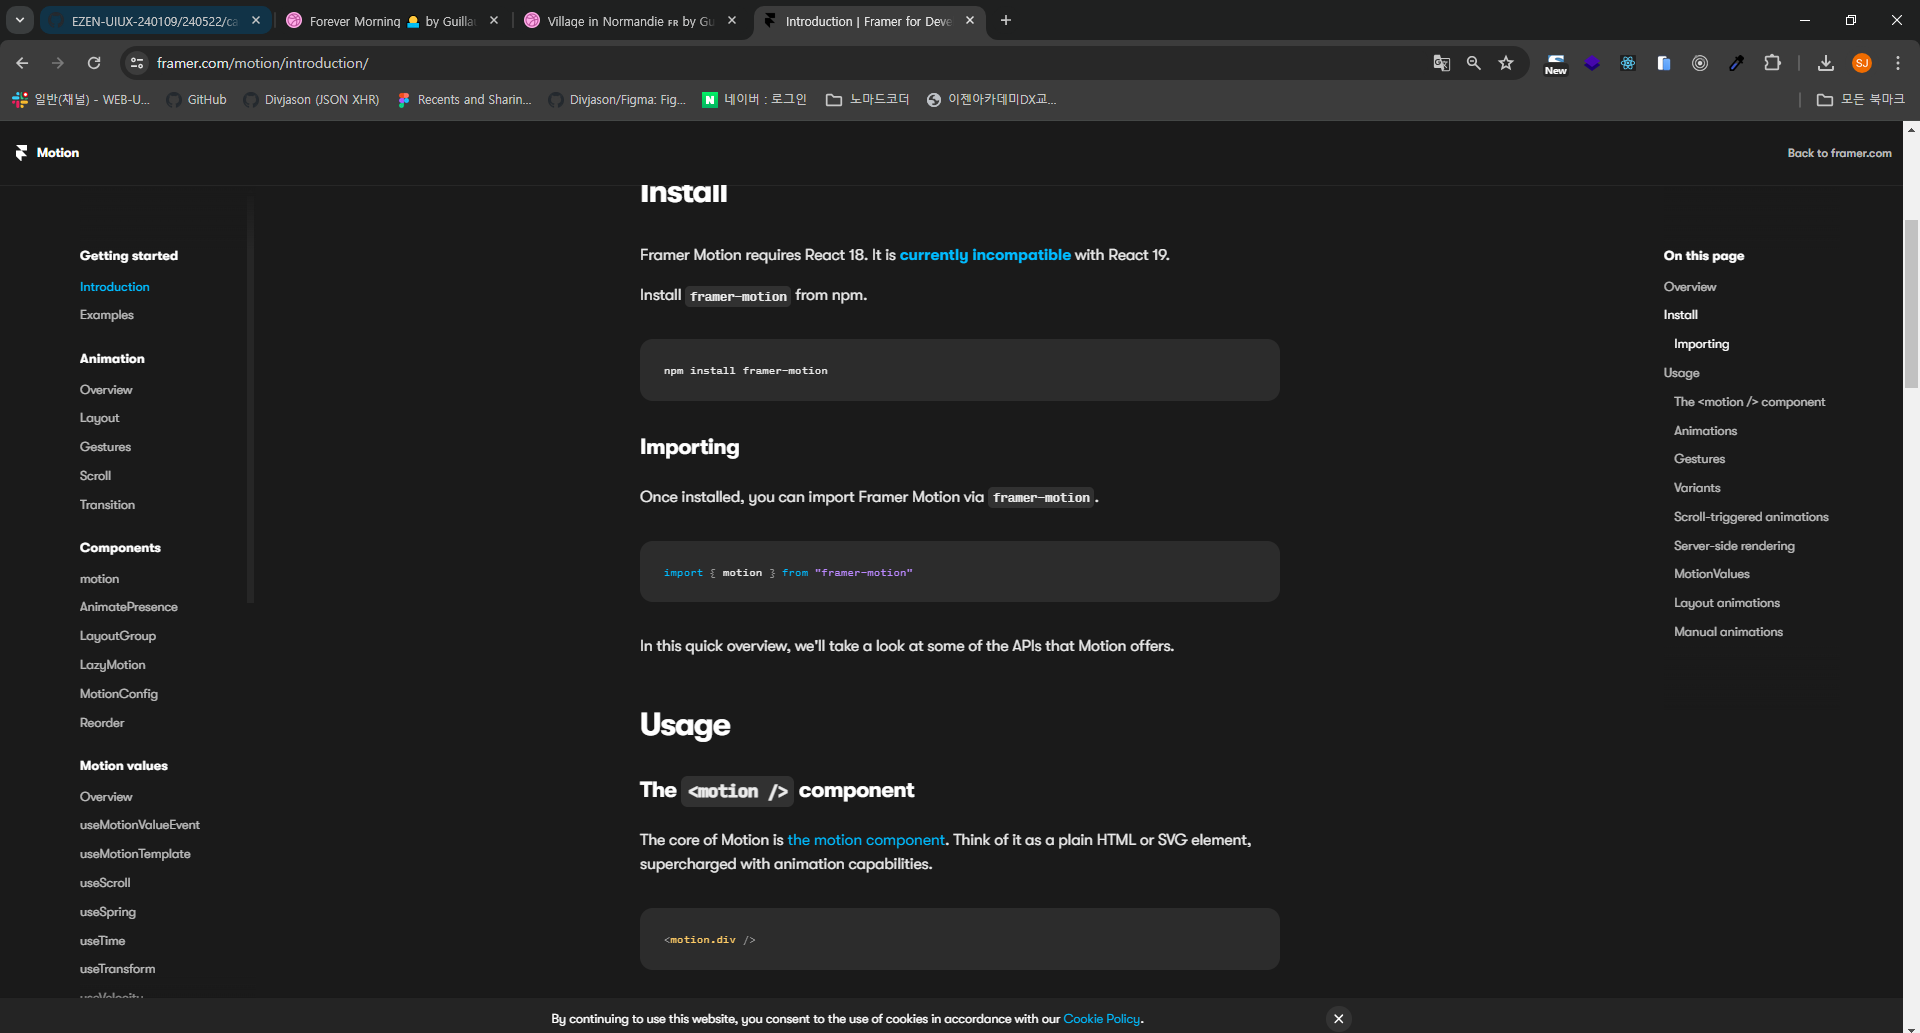 EZEN-UIUX-240109/240522/ca
Forever Morning 🌅 by Guilla
Village in Normandie FR by Gu
Introduction | Framer for Deve
framer.com/motion/introduction/
New
SJ
일반(채널) - WEB-U...
GitHub
Divjason (JSON XHR)
Recents and Sharin...
Divjason/Figma: Fig...
N
네이버 : 로그인
노마드코더
이젠아카데미DX교...
모든 북마크
Motion
Back to framer.com
Getting started
Introduction
Examples
Animation
Overview
Layout
Gestures
Scroll
Transition
Components
motion
AnimatePresence
LayoutGroup
LazyMotion
MotionConfig
Reorder
Motion values
Overview
useMotionValueEvent
useMotionTemplate
useScroll
useSpring
useTime
useTransform
useVelocity
Install
Framer Motion requires React 18. It is currently incompatible with React 19.
Install framer-motion from npm.
npm install framer-motion
Importing
Once installed, you can import Framer Motion via framer-motion.
import { motion } from "framer-motion"
In this quick overview, we'll take a look at some of the APIs that Motion offers.
Usage
The <motion /> component
The core of Motion is the motion component. Think of it as a plain HTML or SVG element,
supercharged with animation capabilities.
<motion.div />
On this page
Overview
Install
Importing
Usage
The <motion /> component
Animations
Gestures
Variants
Scroll-triggered animations
Server-side rendering
MotionValues
Layout animations
Manual animations
By continuing to use this website, you consent to the use of cookies in accordance with our Cookie Policy.